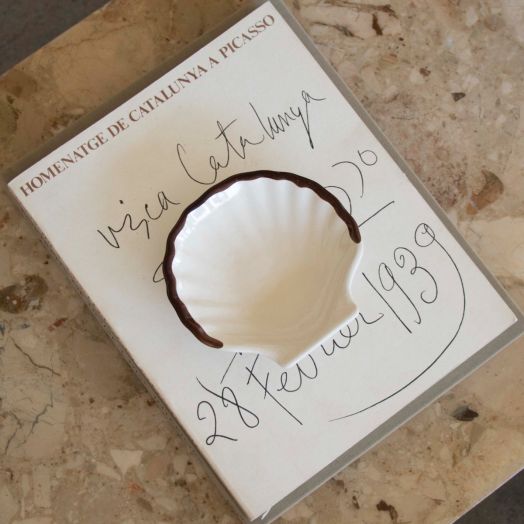 HOMENATGE DE CATALUNYA A PICASSO
Visca Catalunya
28 Fevrier 1939